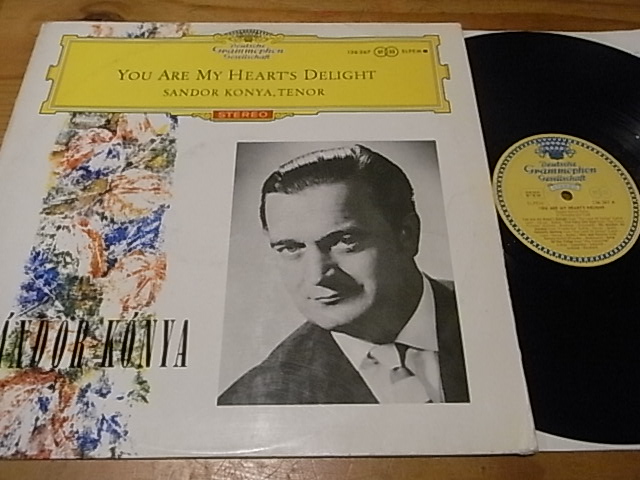 Deutsche
Grammophon
Gesellschaft
YOU ARE MY HEART'S DELIGHT
SANDOR KONYA, TENOR
STEREO
ÁNDOR KÓNYA
Deutsche
Grammophon
Gesellschaft
YOU ARE MY HEART'S DELIGHT